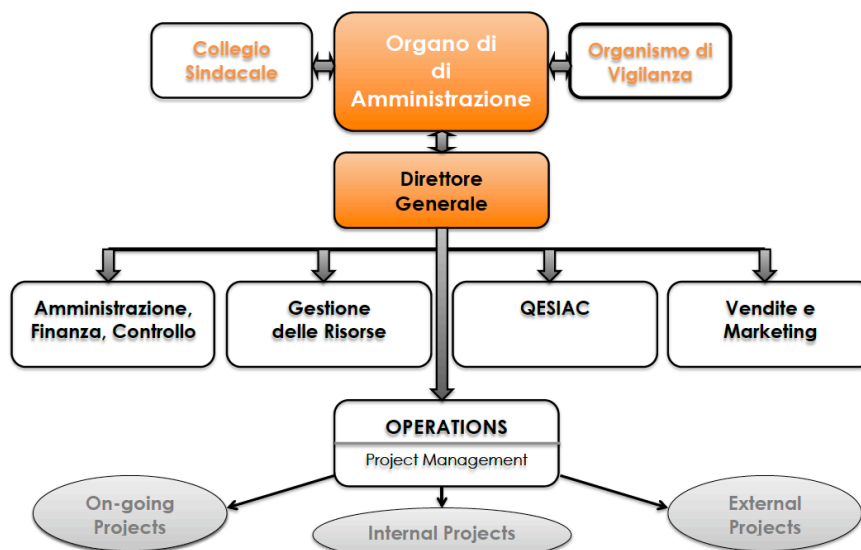 Collegio
Sindacale
Organo di
di
Amministrazione
Organismo di
Vigilanza
Direttore
Generale
Amministrazione,
Finanza, Controllo
Gestione
delle Risorse
QESIAC
Vendite e
Marketing
OPERATIONS
Project Management
On-going
Projects
Internal Projects
External
Projects